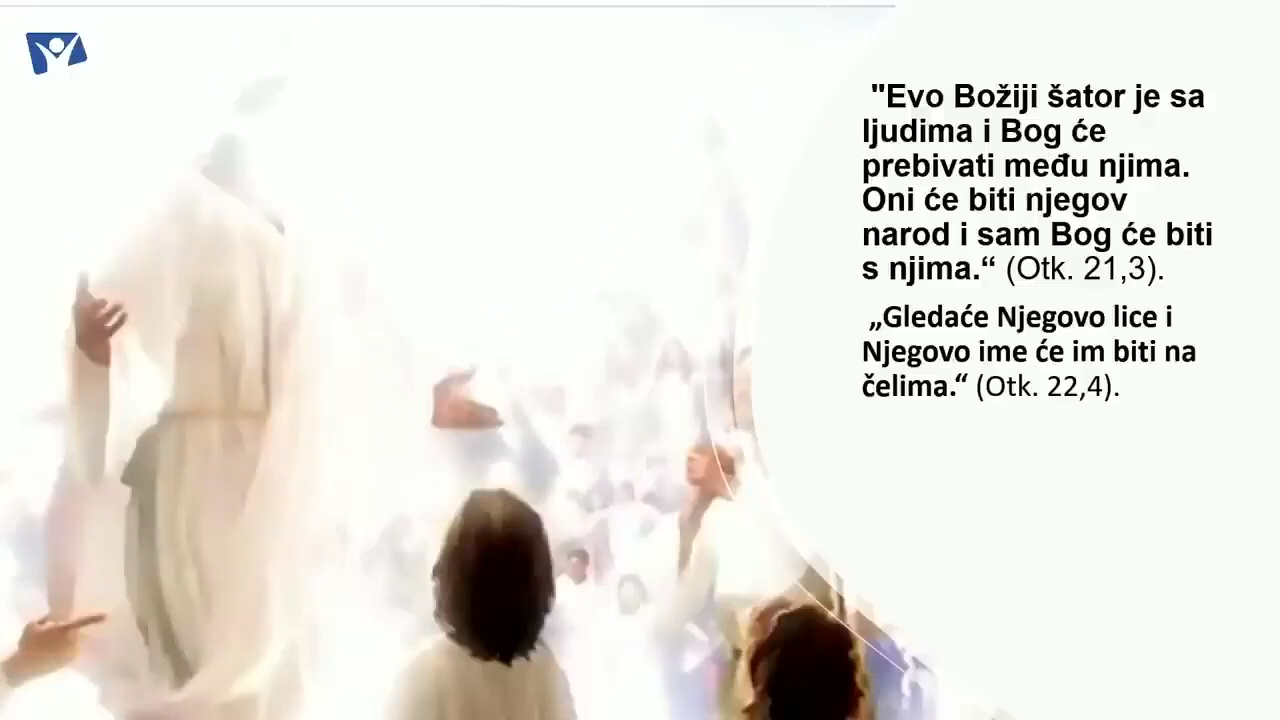 "Evo Božiji šator je sa
ljudima i Bog će
prebivati među njima.
Oni će biti njegov
narod i sam Bog će biti
s njima.“ (Otk. 21,3).
„Gledaće Njegovo lice i
Njegovo ime će im biti na
čelima.“ (Otk. 22,4).